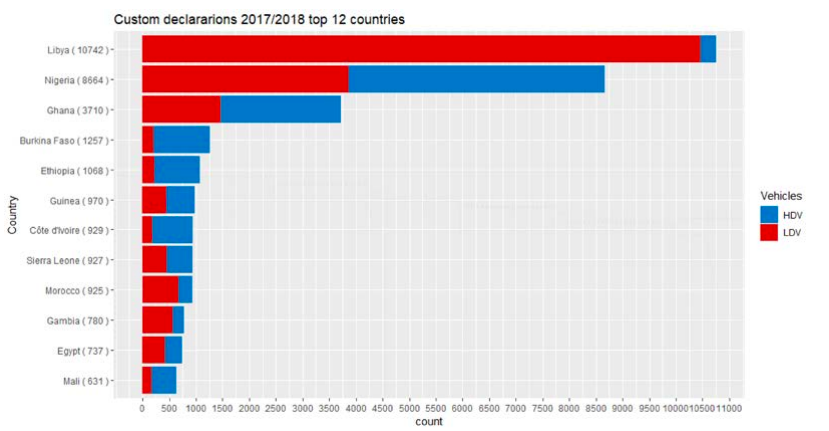 Custom declararions 2017/2018 top 12 countries
Country
Libya ( 10742 )
Nigeria ( 8664 )
Ghana ( 3710 )
Burkina Faso ( 1257 )
Ethiopia ( 1068 )
Guinea ( 970 )
Côte d'Ivoire ( 929 )
Sierra Leone ( 927 )
Morocco ( 925 )
Gambia ( 780 )
Egypt ( 737 )
Mali ( 631 )
0 500 1000 1500 2000 2500 3000 3500 4000 4500 5000 5500 6000 6500 7000 7500 8000 8500 9000 9500 10000 10500 11000
count
Vehicles
HDV
LDV